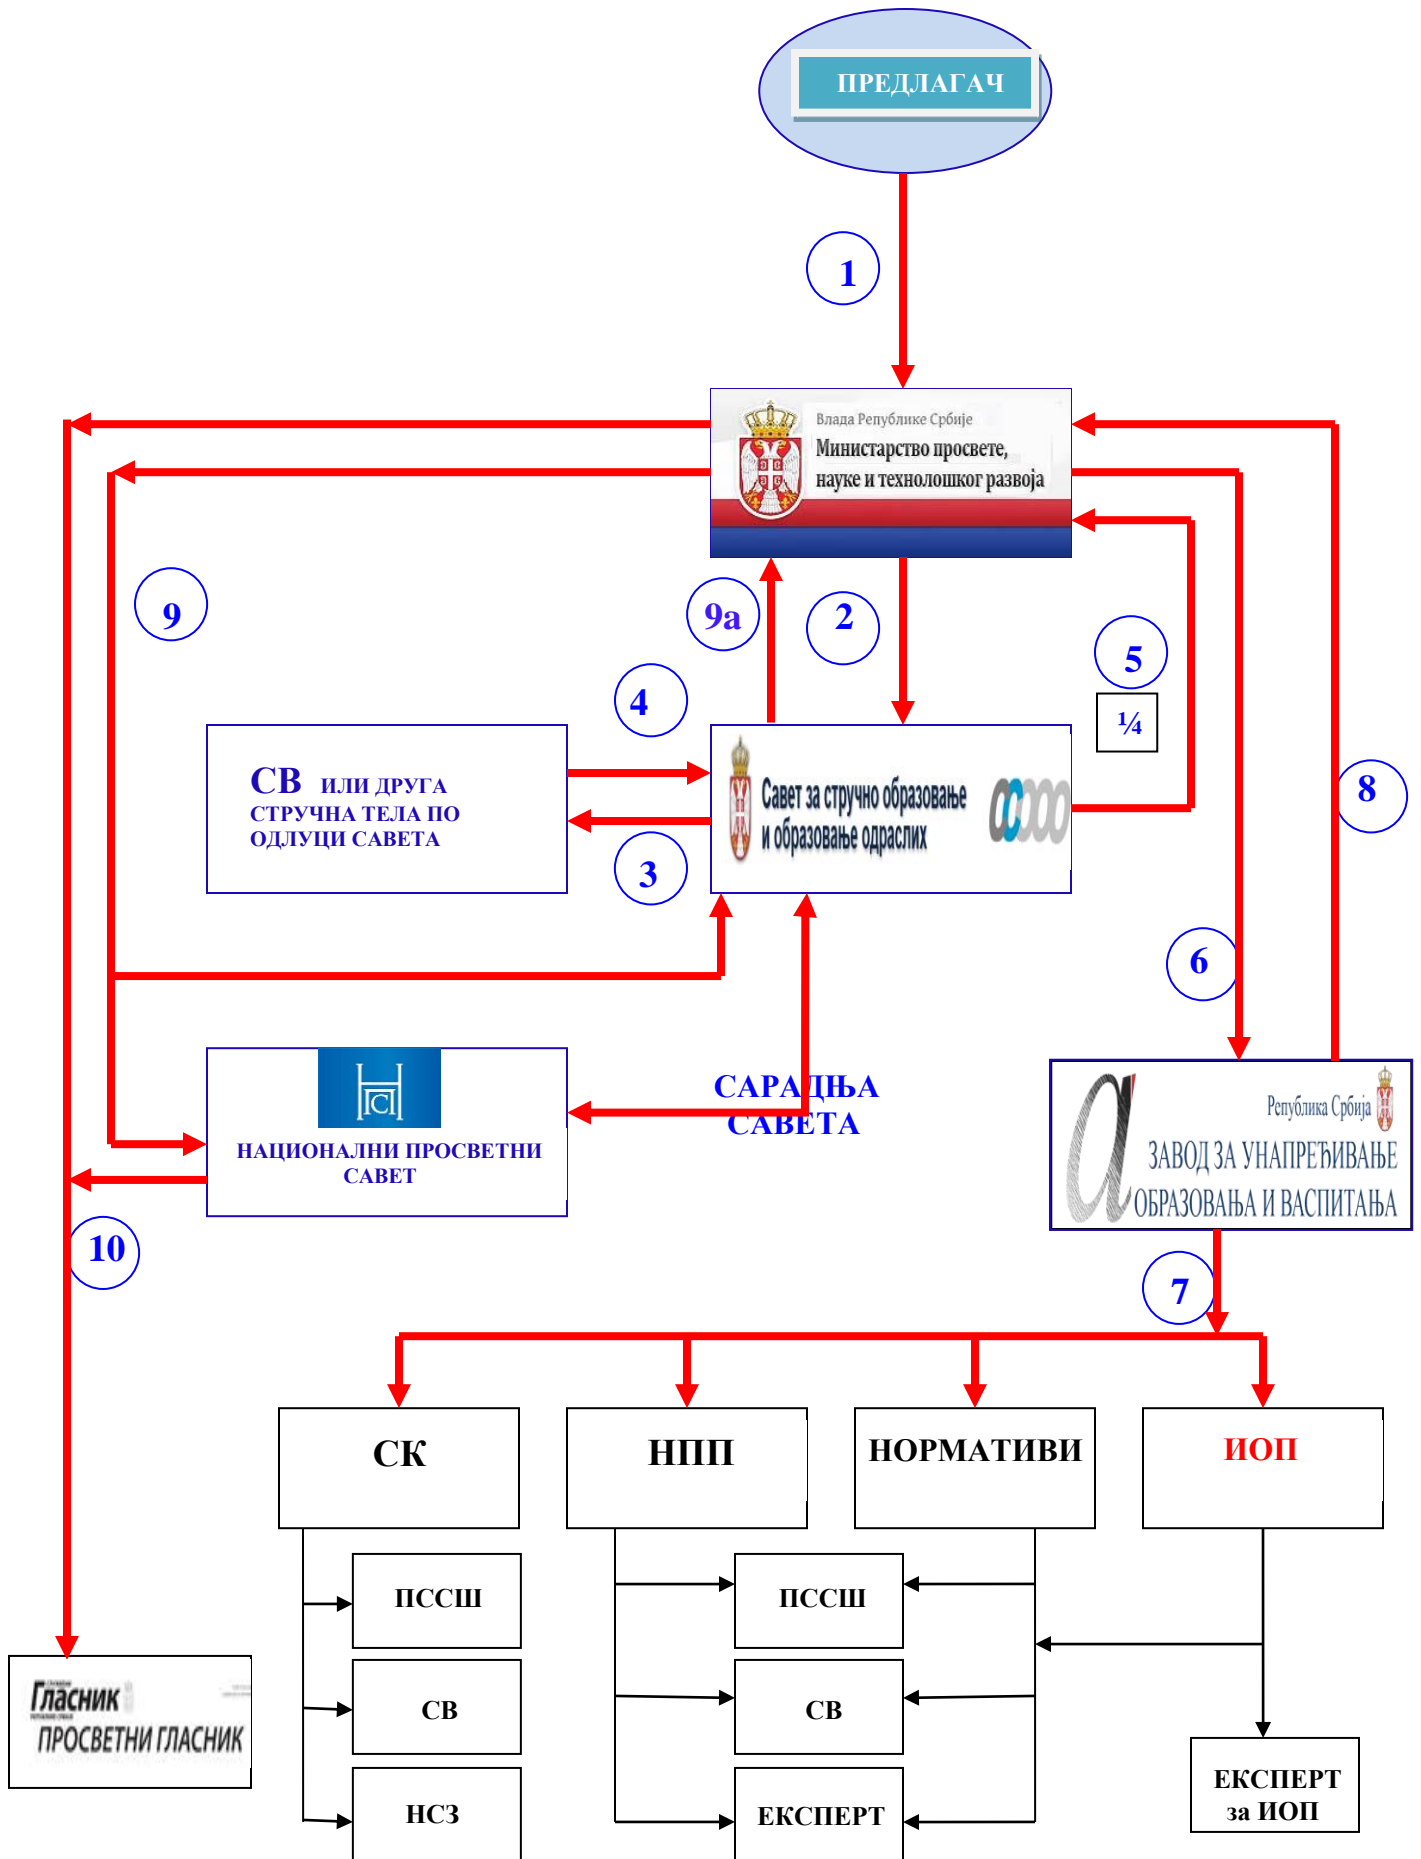 ПРЕДЛАГАЧ
1
Влада Републике Србије
Министарство просвете,
науке и технолошког развоја
9
9а
2
5
¼
4
СВ ИЛИ ДРУГА
СТРУЧНА ТЕЛА ПО
ОДЛУЦИ САВЕТА
3
Савет за стручно образовање
и образовање одраслих
8
6
НАЦИОНАЛНИ ПРОСВЕТНИ
САВЕТ
САРАДЊА
САВЕТА
Република Србија
ЗАВОД ЗА УНАПРЕЂИВАЊЕ
ОБРАЗОВАЊА И ВАСПИТАЊА
10
7
СК
НПП
НОРМАТИВИ
ИОП
ПССШ
СВ
НСЗ
ПССШ
СВ
ЕКСПЕРТ
ЕКСПЕРТ
за ИОП
Гласник
ПРОСВЕТНИ ГЛАСНИК